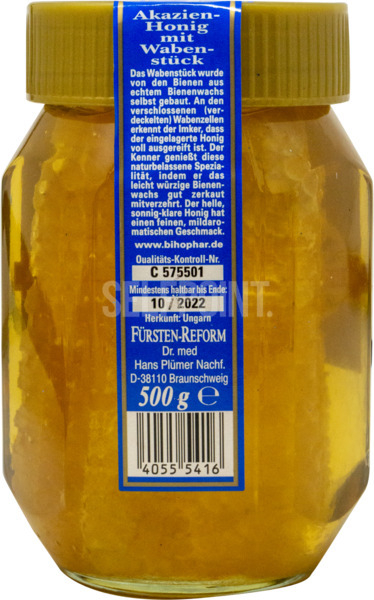 Akazien-
Honig
mit
Waben-
stück
Das Wabenstück wurde
von den Bienen aus
echtem Bienenwachs
selbst gebaut. An den
verschlossenen (ver-
deckelten) Wabenzellen
erkennt der Imker, dass
der eingelagerte Honig
voll ausgereift ist. Der
Kenner genießt diese
naturbelassene Spezia-
lität, indem er das
leicht würzige Bienen-
wachs gut zerkaut
mitverzehrt. Der helle,
sonnig-klare Honig hat
einen feinen, mildaro-
matischen Geschmack.
www.bihophar.de
Qualitäts-Kontroll-Nr.
C 575501
Mindestens haltbar bis Ende:
10 / 2022
Herkunft: Ungarn
FÜRSTEN-REFORM
Dr. med
Hans Plümer Nachf.
D-38110 Braunschweig
500 g ℮
4055 5416